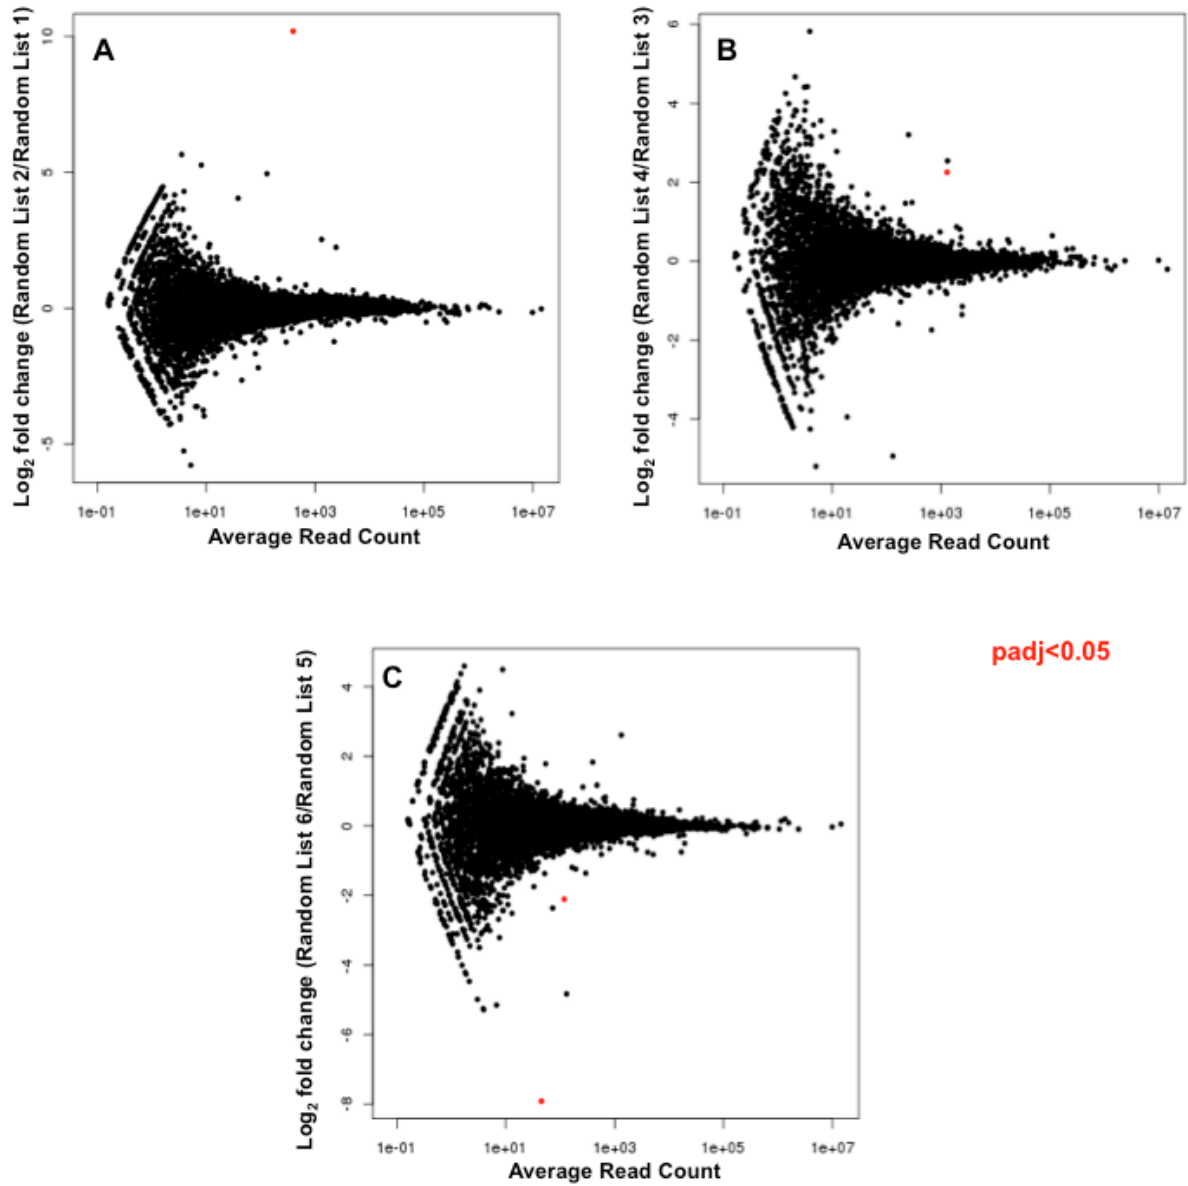 A
Log2 fold change (Random List 2/Random List 1)
10
5
0
-5
1e-01 1e+01 1e+03 1e+05 1e+07
Average Read Count
B
Log2 fold change (Random List 4/Random List 3)
6
4
2
0
-2
-4
1e-01 1e+01 1e+03 1e+05 1e+07
Average Read Count
padj<0.05
C
Log2 fold change (Random List 6/Random List 5)
4
2
0
-2
-4
-6
-8
1e-01 1e+01 1e+03 1e+05 1e+07
Average Read Count